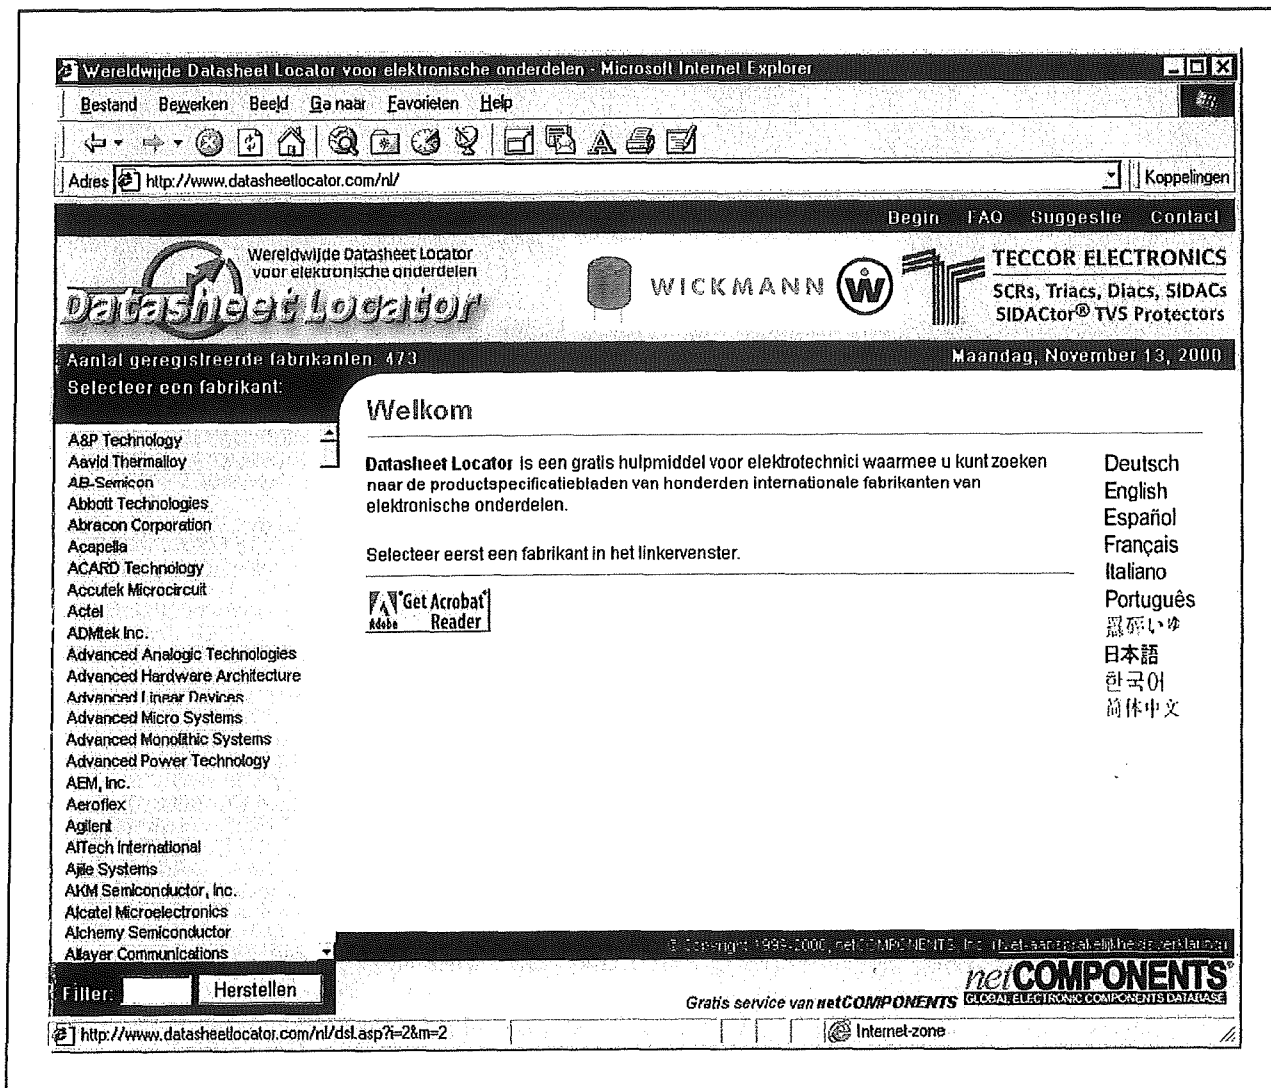 Wereldwijde Datasheet Locator voor elektronische onderdelen - Microsoft Internet Explorer
Bestand Bewerken Beeld Ga naar Favorieten Help
Adres http://www.datasheetlocator.com/nl/ Koppelingen
Begin FAQ Suggestie Contact
Wereldwijde Datasheet Locator
voor elektronische onderdelen
Datasheet Locator
WICKMANN W
TECCOR ELECTRONICS
SCRs, Triacs, Diacs, SIDACs
SIDACtor® TVS Protectors
Aantal geregistreerde fabrikanten 473
Maandag, November 13, 2000
Selecteer een fabrikant:
A&P Technology
Aavid Thermalloy
AB-Semicon
Abbott Technologies
Abracon Corporation
Acapella
ACARD Technology
Accutek Microcircuit
Actel
ADMtek Inc.
Advanced Analogic Technologies
Advanced Hardware Architecture
Advanced Linear Devices
Advanced Micro Systems
Advanced Monolithic Systems
Advanced Power Technology
AEM, Inc.
Aeroflex
Agilent
AITech International
Ajile Systems
AKM Semiconductor, Inc.
Alcatel Microelectronics
Alchemy Semiconductor
Allayer Communications
Filter: Herstellen
Welkom
Datasheet Locator is een gratis hulpmiddel voor elektrotechnici waarmee u kunt zoeken
naar de productspecificatiebladen van honderden internationale fabrikanten van
elektronische onderdelen.
Selecteer eerst een fabrikant in het linkervenster.
Get Acrobat
Adobe Reader
Deutsch
English
Español
Français
Italiano
Português
日本語
한국어
简体中文
© Copyright 1999-2000, netCOMPONENTS, Inc.
Gratis service van netCOMPONENTS
netCOMPONENTS®
GLOBAL ELECTRONIC COMPONENTS DATABASE
http://www.datasheetlocator.com/nl/dsl.asp?i=2&m=2
Internet-zone